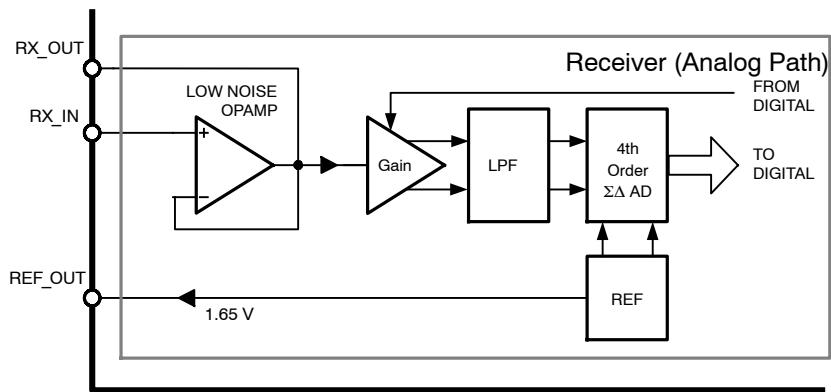 RX_OUT
Receiver (Analog Path)
LOW NOISE
OPAMP
FROM
DIGITAL
RX_IN
+
−
Gain
LPF
4th
Order
ΣΔ AD
TO
DIGITAL
REF_OUT
1.65 V
REF